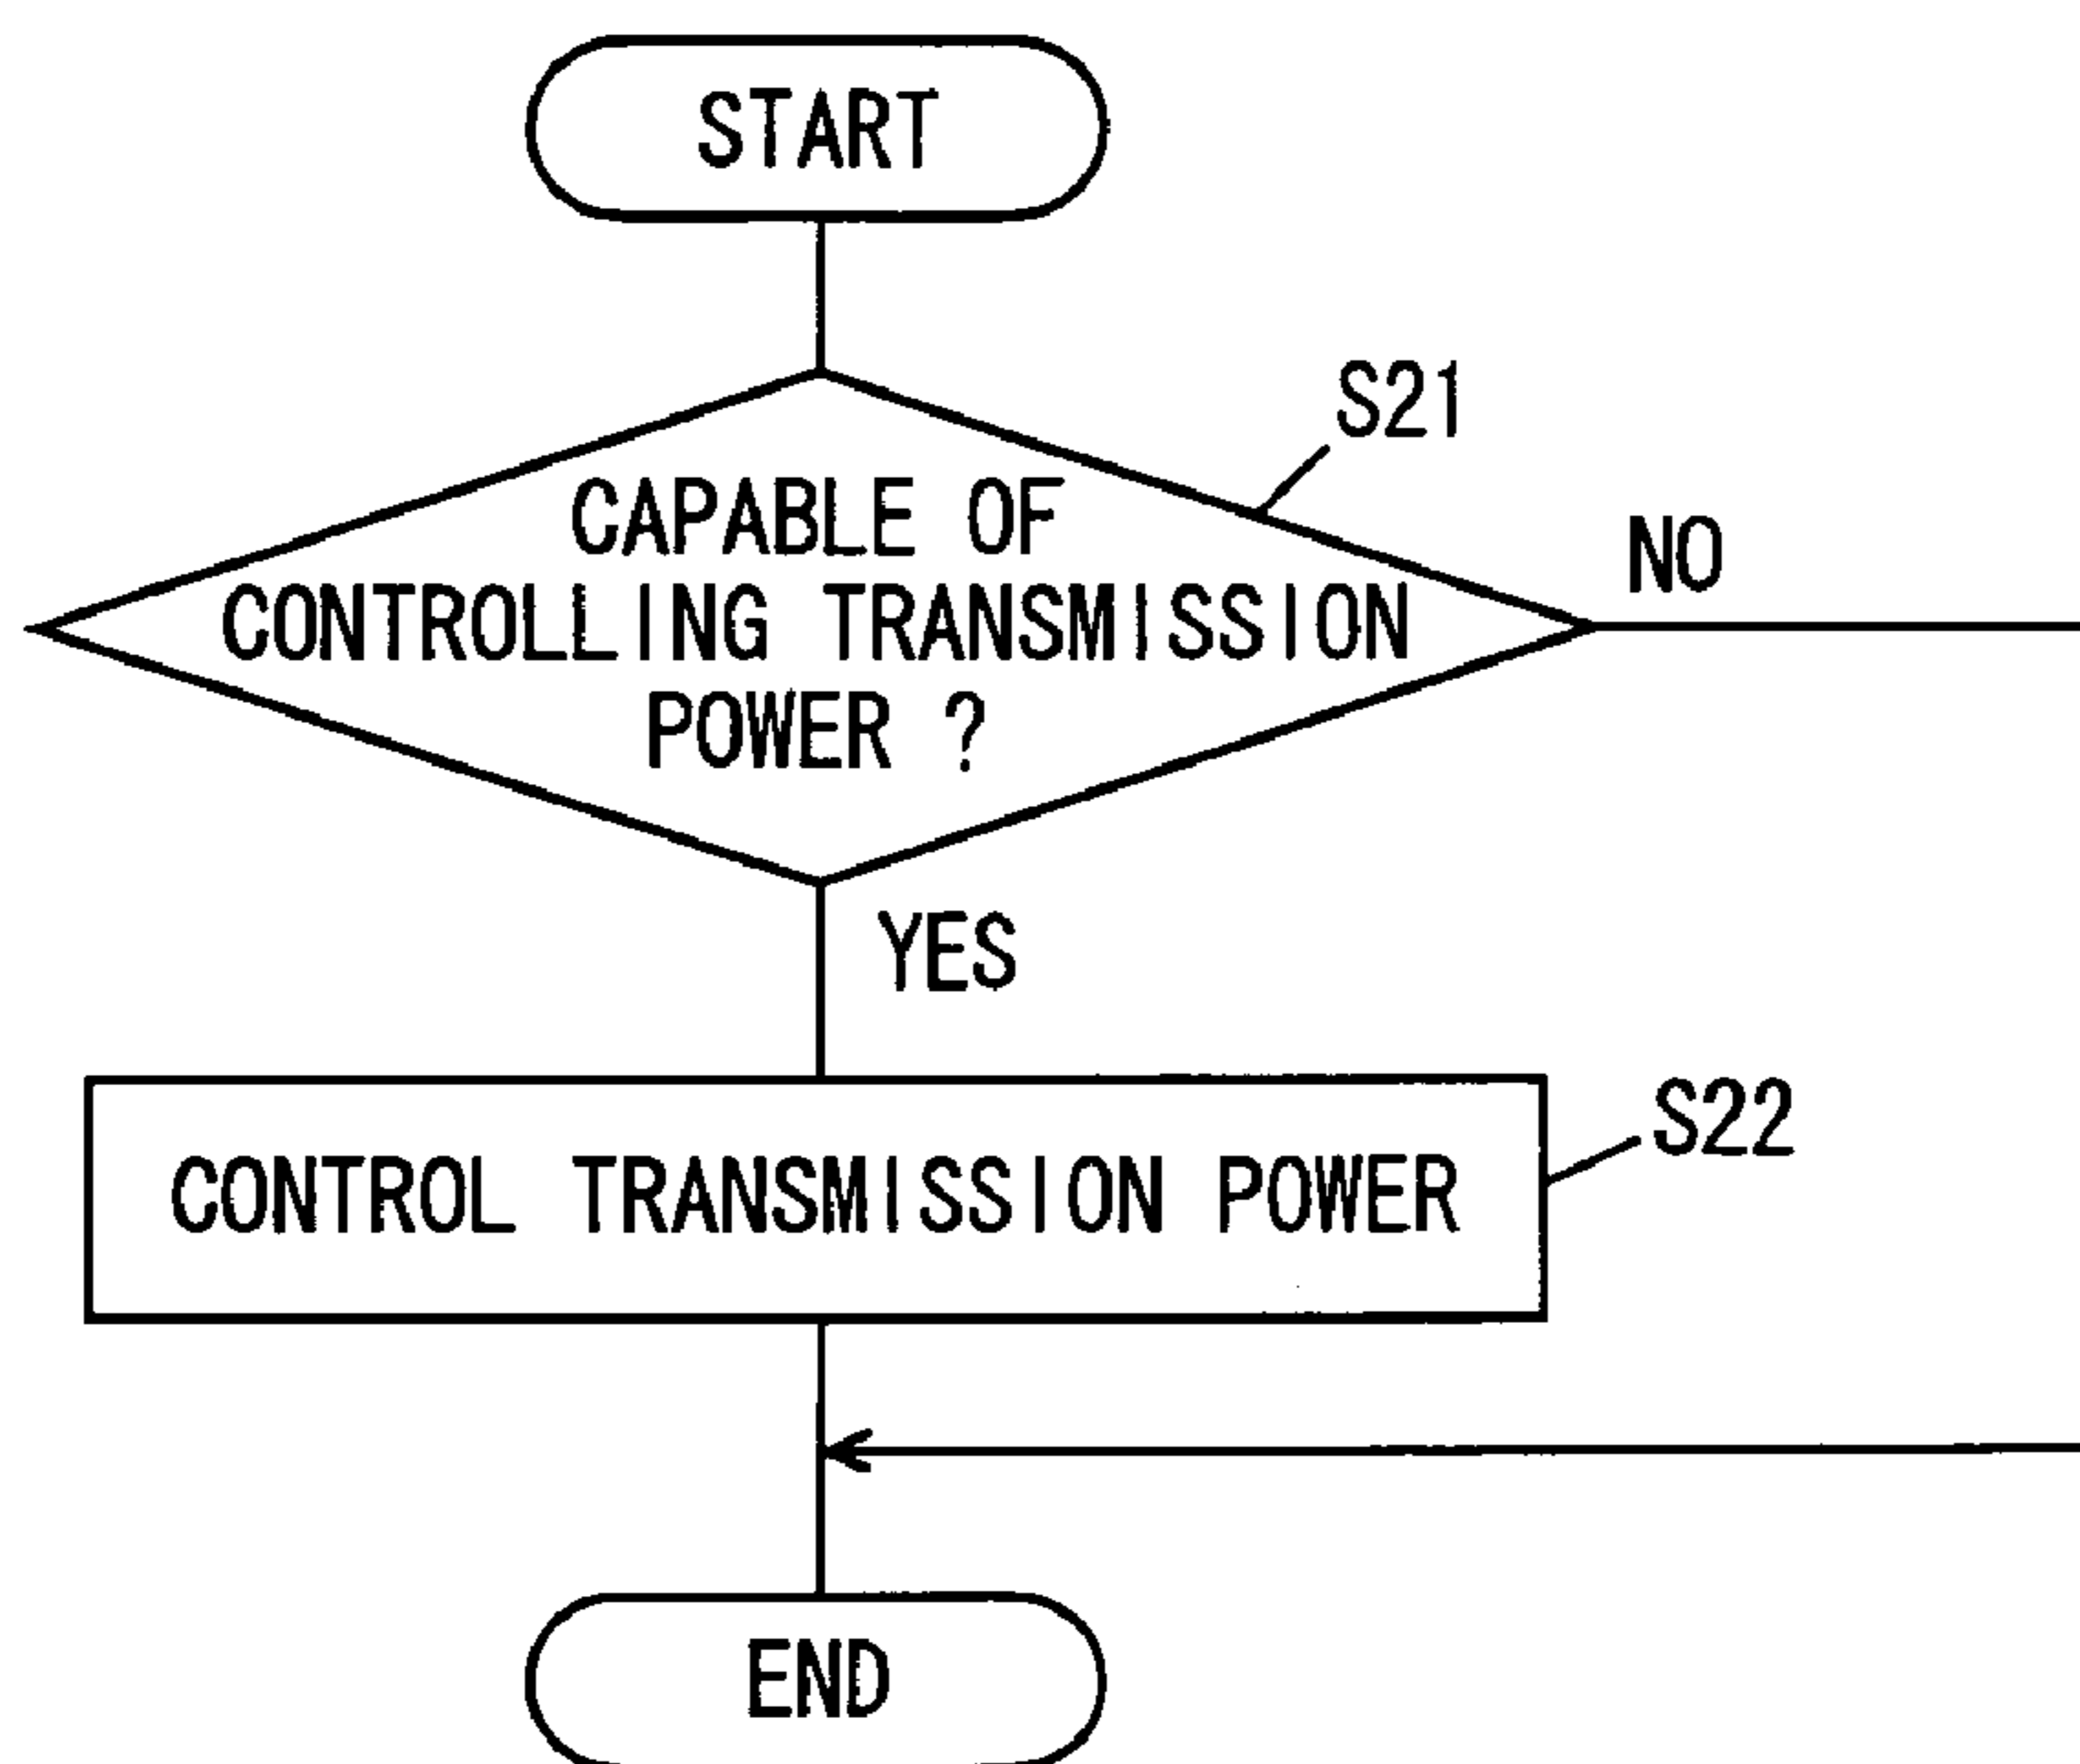 START
S21
CAPABLE OF
CONTROLLING TRANSMISSION
POWER ?
NO
YES
S22
CONTROL TRANSMISSION POWER
END